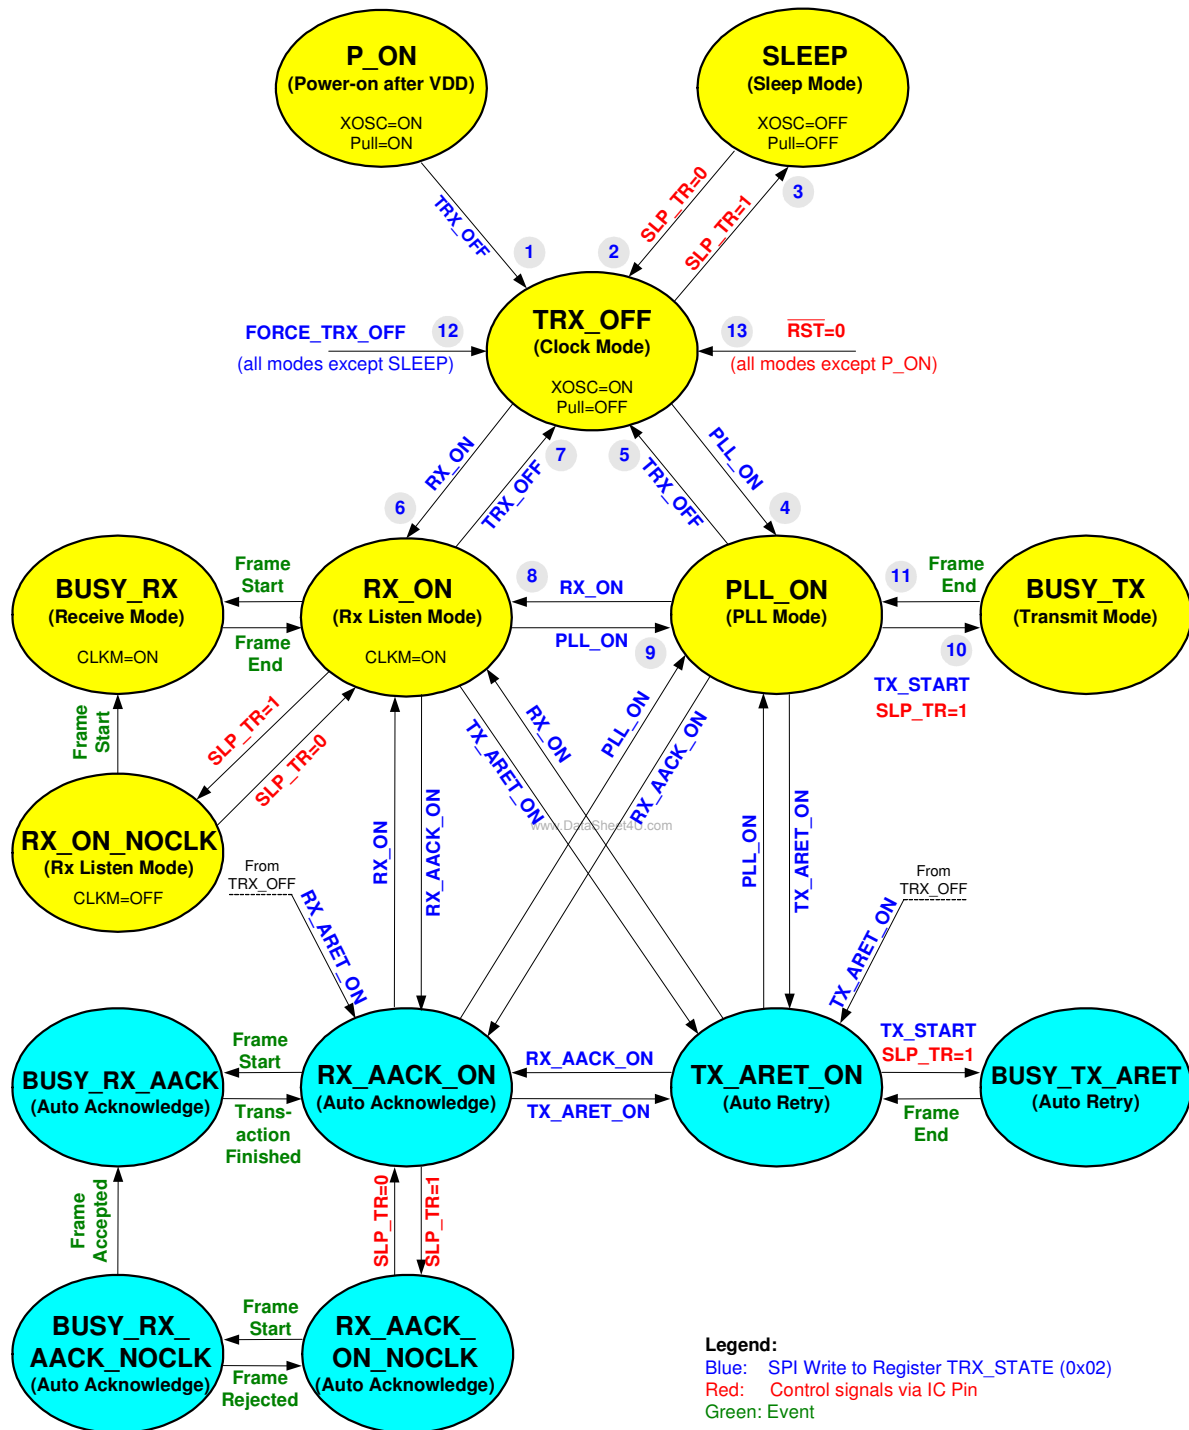 P_ON
(Power-on after VDD)
XOSC=ON
Pull=ON
SLEEP
(Sleep Mode)
XOSC=OFF
Pull=OFF
TRX_OFF
1
2
SLP_TR=0
SLP_TR=1
3
TRX_OFF
(Clock Mode)
XOSC=ON
Pull=OFF
FORCE_TRX_OFF
12
(all modes except SLEEP)
13
RST=0
(all modes except P_ON)
RX_ON
7
TRX_OFF
6
5
TRX_OFF
PLL_ON
4
BUSY_RX
(Receive Mode)
CLKM=ON
Frame
Start
Frame
End
RX_ON
(Rx Listen Mode)
CLKM=ON
8
RX_ON
PLL_ON
9
PLL_ON
(PLL Mode)
11
Frame
End
10
TX_START
SLP_TR=1
BUSY_TX
(Transmit Mode)
Frame
Start
SLP_TR=1
SLP_TR=0
RX_ON_NOCLK
(Rx Listen Mode)
CLKM=OFF
RX_ON
RX_AACK_ON
TX_ARET_ON
RX_ON
PLL_ON
RX_AACK_ON
www.DataSheet4U.com
PLL_ON
TX_ARET_ON
From
TRX_OFF
RX_ARET_ON
From
TRX_OFF
TX_ARET_ON
BUSY_RX_AACK
(Auto Acknowledge)
Frame
Start
Trans-
action
Finished
RX_AACK_ON
(Auto Acknowledge)
RX_AACK_ON
TX_ARET_ON
TX_ARET_ON
(Auto Retry)
TX_START
SLP_TR=1
Frame
End
BUSY_TX_ARET
(Auto Retry)
Frame
Accepted
SLP_TR=0
SLP_TR=1
BUSY_RX_
AACK_NOCLK
(Auto Acknowledge)
Frame
Start
Frame
Rejected
RX_AACK_
ON_NOCLK
(Auto Acknowledge)
Legend:
Blue: SPI Write to Register TRX_STATE (0x02)
Red: Control signals via IC Pin
Green: Event